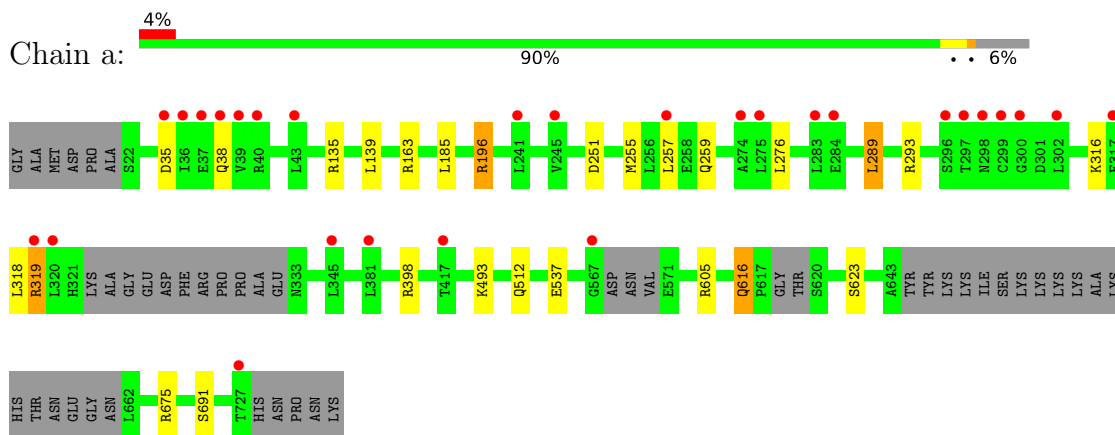 4%
Chain a:
90%
6%
GLY ALA MET ASP PRO ALA S22 D35 I36 E37 Q38 V39 R40 L43 R135 L139 R163 L185 R196 L241 V245 D251 M255 L256 L257 E258 Q259 A274 L275 L276 L283 E284 L289 R293 S296 T297 N298 C299 G300 D301 L302 K316 E317
L318 R319 L320 H321 LYS ALA GLY GLU ASP PHE ARG PRO PRO ALA GLU N333 L345 L381 T417 R398 K493 Q512 E537 G567 ASP ASN VAL E571 R605 Q616 P617 GLY THR S620 S623 A643 TYR TYR LYS LYS ILE SER LYS LYS LYS LYS ALA LYS
HIS THR ASN GLU GLY ASN L662 R675 S691 T727 HIS ASN PRO ASN LYS